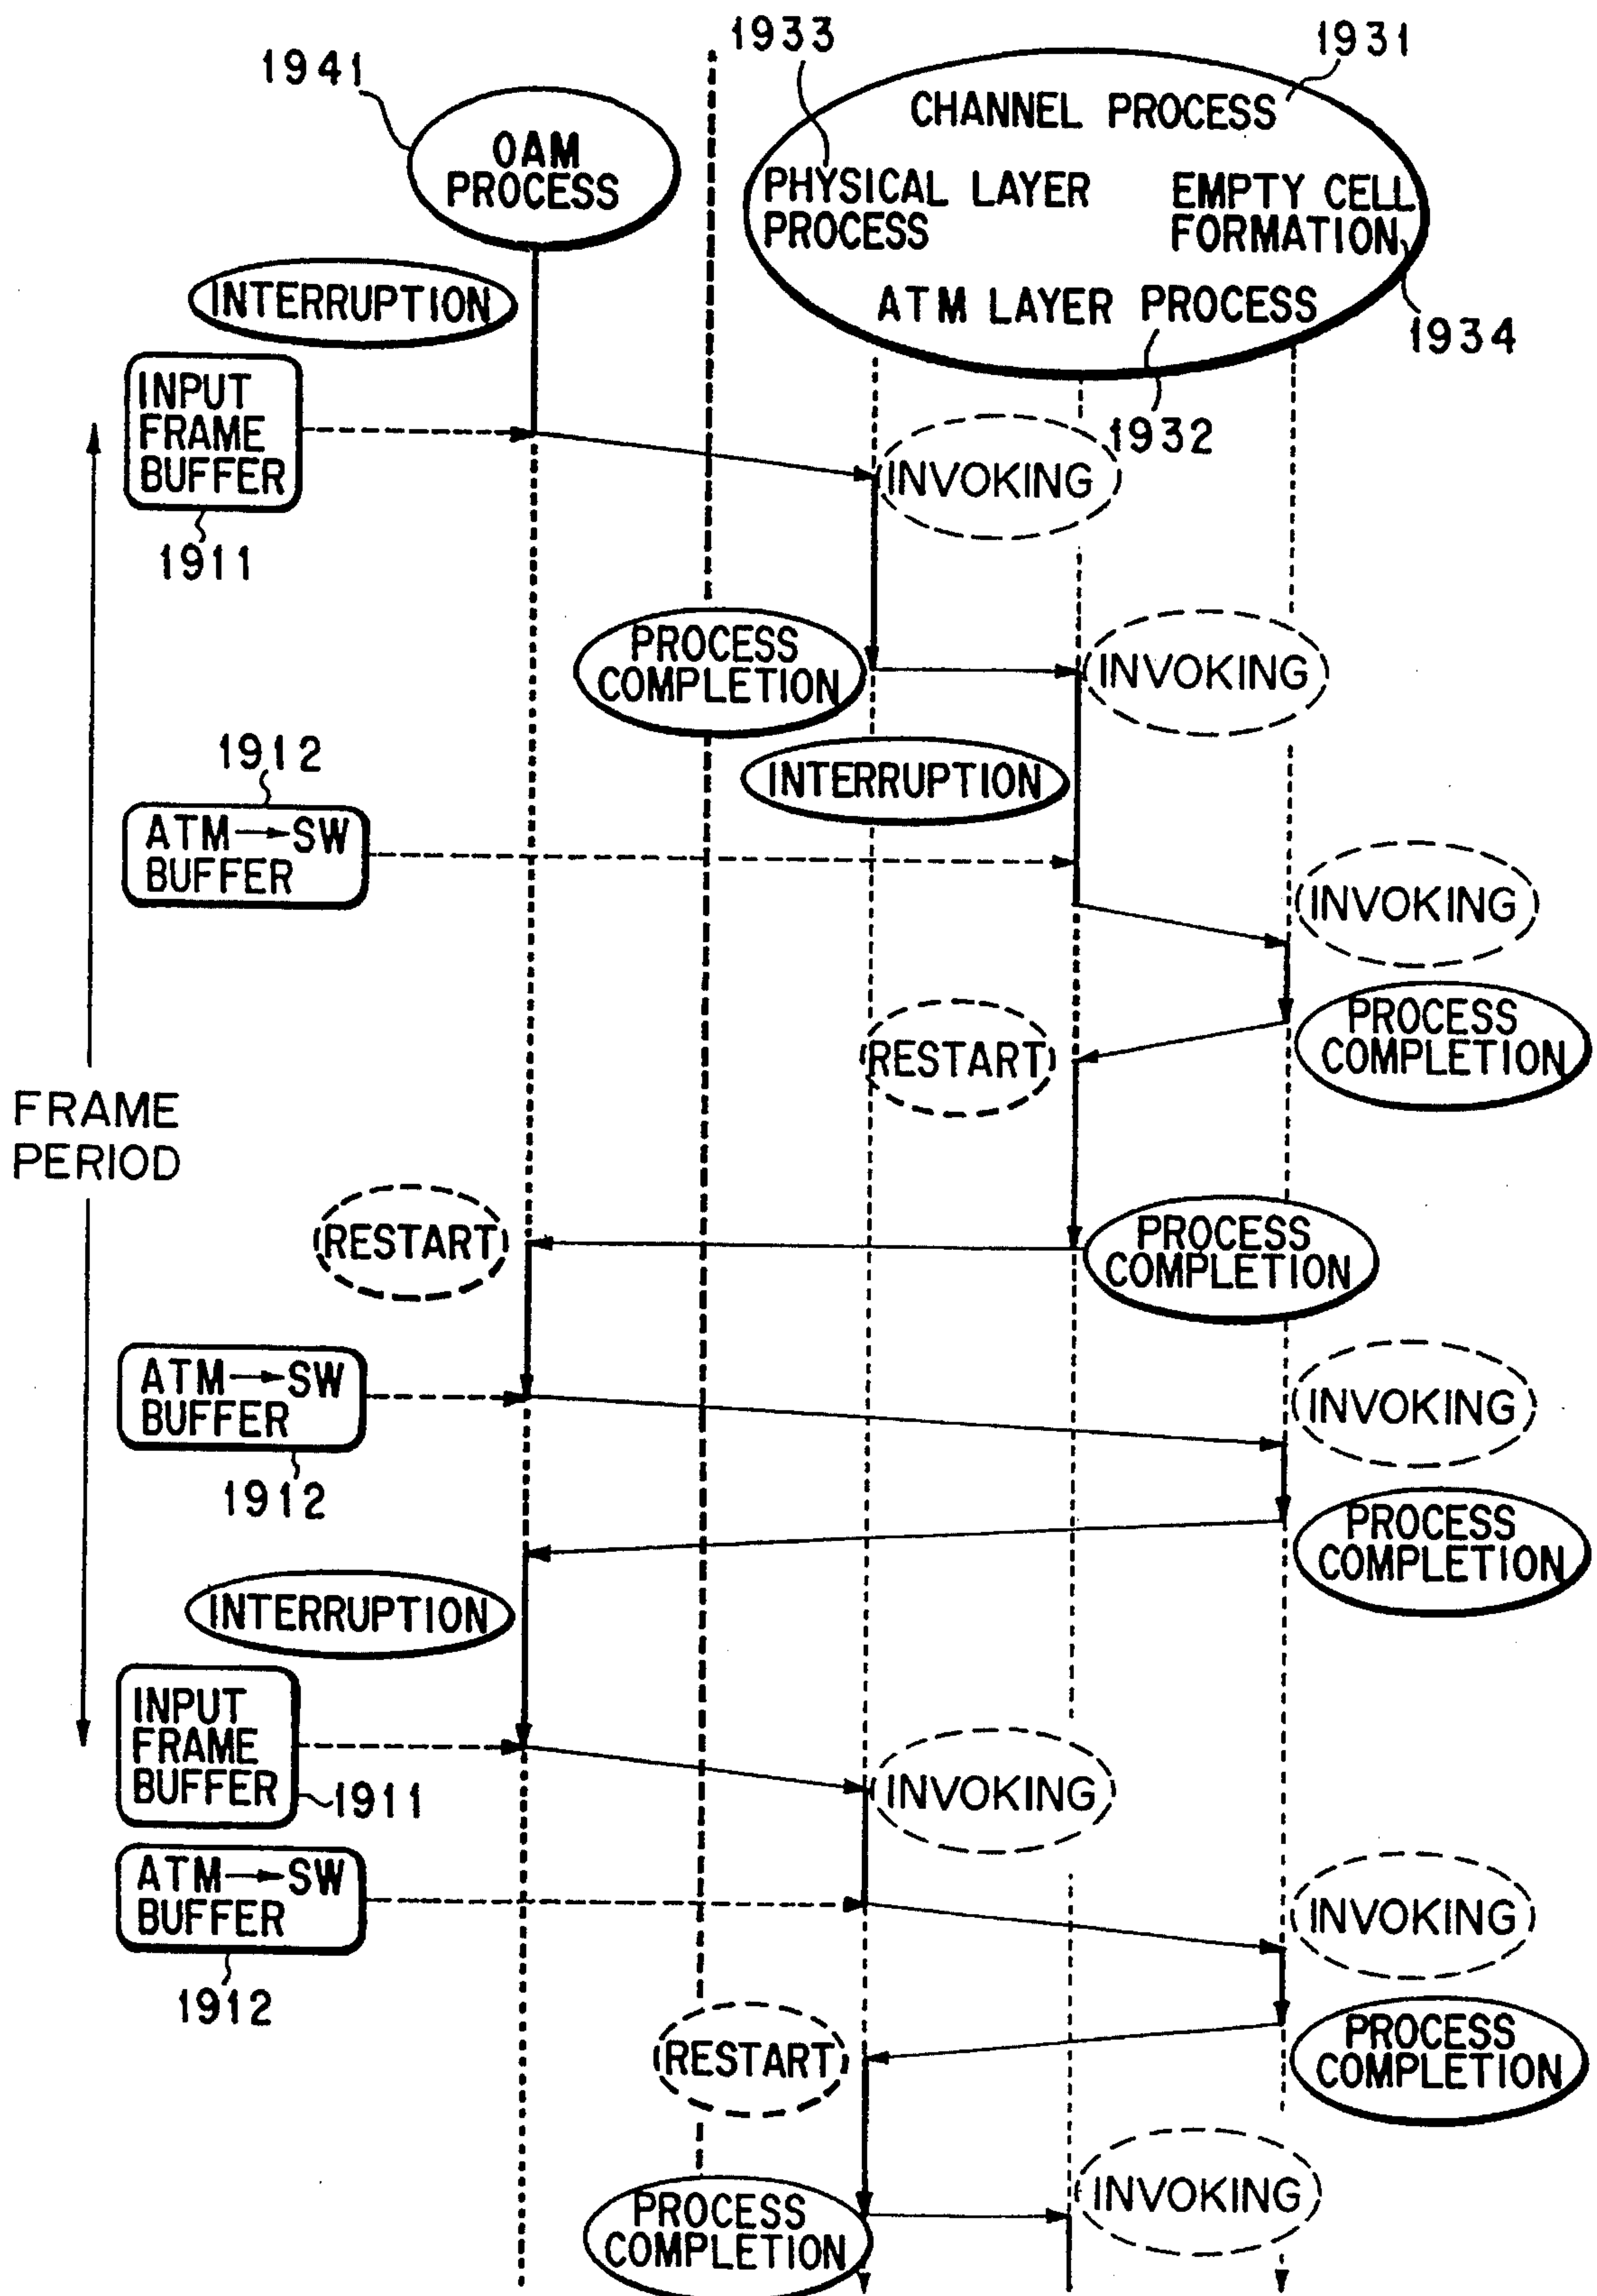 1933
1931
1941
CHANNEL PROCESS
OAM
PROCESS
PHYSICAL LAYER
PROCESS
EMPTY CELL
FORMATION
INTERRUPTION
ATM LAYER PROCESS
1934
INPUT
FRAME
BUFFER
1932
INVOKING
1911
PROCESS
COMPLETION
INVOKING
1912
INTERRUPTION
ATM→SW
BUFFER
INVOKING
PROCESS
COMPLETION
RESTART
FRAME
PERIOD
RESTART
PROCESS
COMPLETION
ATM→SW
BUFFER
INVOKING
1912
PROCESS
COMPLETION
INTERRUPTION
INPUT
FRAME
BUFFER
1911
INVOKING
ATM→SW
BUFFER
INVOKING
1912
RESTART
PROCESS
COMPLETION
PROCESS
COMPLETION
INVOKING